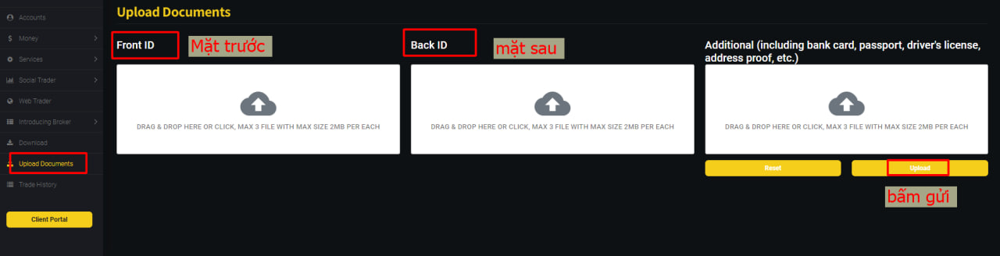 Accounts
Money
Services
Social Trader
Web Trader
Introducing Broker
Download
Upload Documents
Trade History
Client Portal
Upload Documents
Front ID
Mặt trước
Back ID
mặt sau
Additional (including bank card, passport, driver's license,
address proof, etc.)
DRAG & DROP HERE OR CLICK, MAX 3 FILE WITH MAX SIZE 2MB PER EACH
DRAG & DROP HERE OR CLICK, MAX 3 FILE WITH MAX SIZE 2MB PER EACH
DRAG & DROP HERE OR CLICK, MAX 3 FILE WITH MAX SIZE 2MB PER EACH
Reset
Upload
bấm gửi